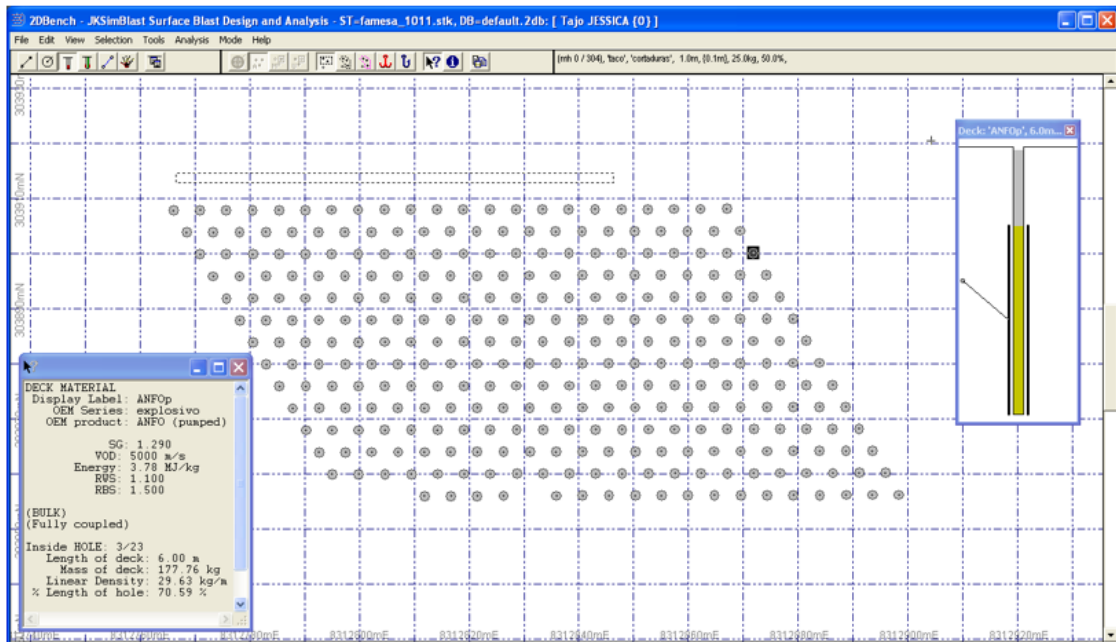 2DBench - JKSimBlast Surface Blast Design and Analysis - ST=famesa_1011.stk, DB=default.2db: [ Tajo JESSICA {0} ]
File Edit View Selection Tools Analysis Mode Help
(mh 0 / 304), 'taco', 'cortaduras', 1.0m, {0.1m}, 25.0kg, 50.0%,
Deck: 'ANFOp', 6.0m...
DECK MATERIAL
Display Label: ANFOp
OEM Series: explosivo
OEM product: ANFO (pumped)
SG: 1.290
VOD: 5000 m/s
Energy: 3.78 MJ/kg
RWS: 1.100
RBS: 1.500
(BULK)
(Fully coupled)
Inside HOLE: 3/23
Length of deck: 6.00 m
Mass of deck: 177.76 kg
Linear Density: 29.63 kg/m
% Length of hole: 70.59 %